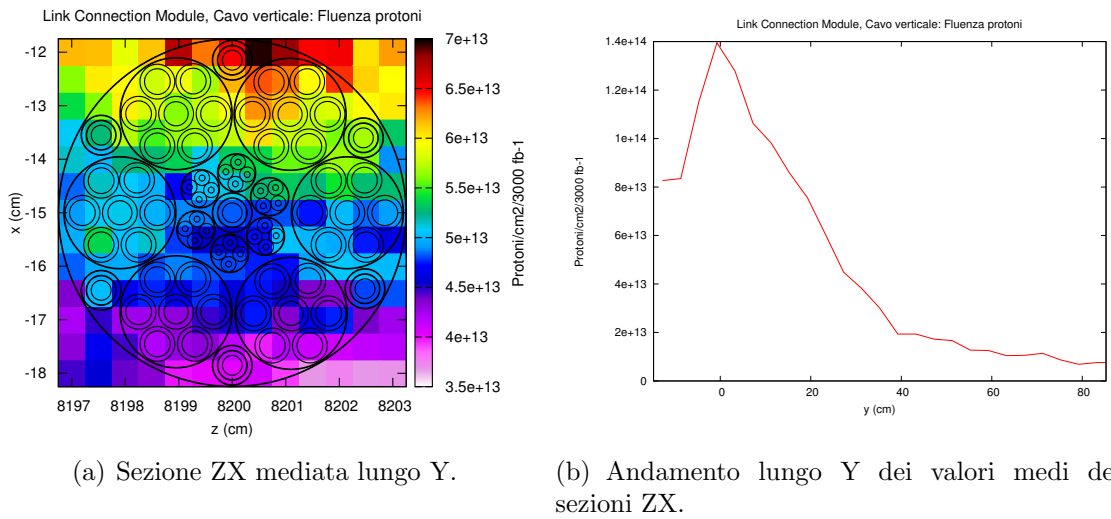 Link Connection Module, Cavo verticale: Fluenza protoni
-12
-13
-14
-15
-16
-17
-18
x (cm)
8197 8198 8199 8200 8201 8202 8203
z (cm)
7e+13
6.5e+13
6e+13
5.5e+13
5e+13
4.5e+13
4e+13
3.5e+13
Protoni/cm2/3000 fb-1
(a) Sezione ZX mediata lungo Y.
Link Connection Module, Cavo verticale: Fluenza protoni
1.4e+14
1.2e+14
1e+14
8e+13
6e+13
4e+13
2e+13
0
Protoni/cm2/3000 fb-1
0 20 40 60 80
y (cm)
(b) Andamento lungo Y dei valori medi de
sezioni ZX.